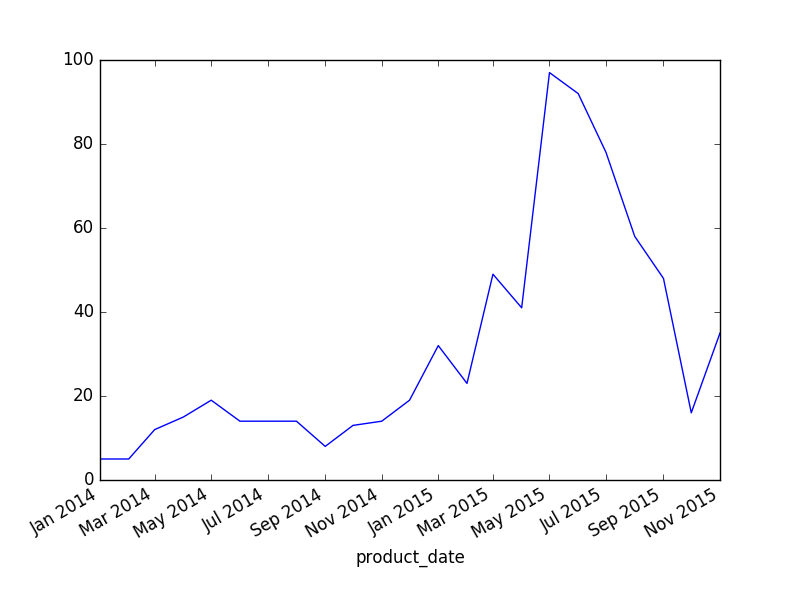 100
80
60
40
20
0
Jan 2014
Mar 2014
May 2014
Jul 2014
Sep 2014
Nov 2014
Jan 2015
Mar 2015
May 2015
Jul 2015
Sep 2015
Nov 2015
product_date